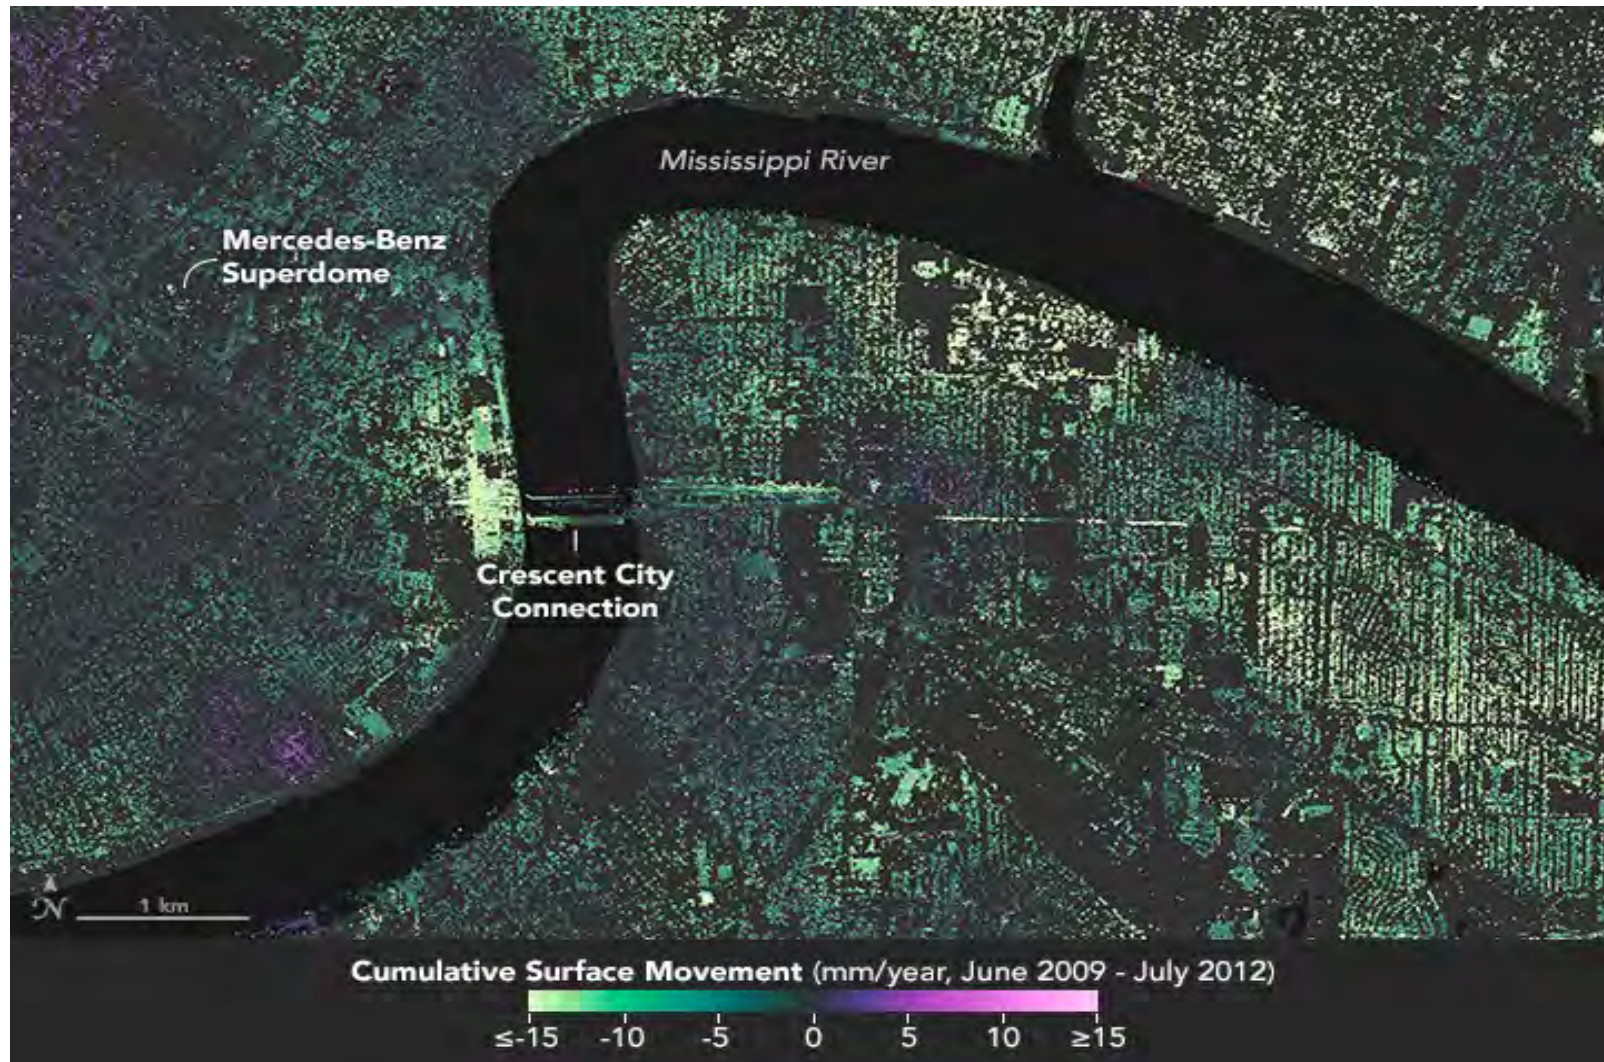 Mississippi River
Mercedes-Benz
Superdome
Crescent City
Connection
N
1 km
Cumulative Surface Movement (mm/year, June 2009 - July 2012)
≤-15 -10 -5 0 5 10 ≥15